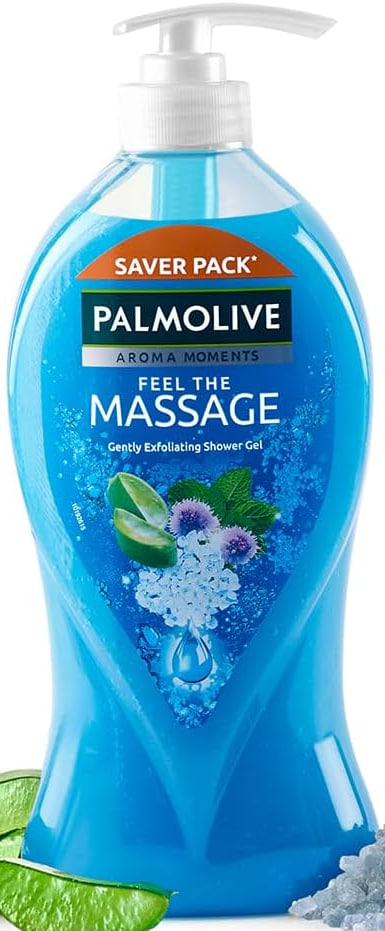 SAVER PACK*
PALMOLIVE
AROMA MOMENTS
FEEL THE
MASSAGE
Gently Exfoliating Shower Gel